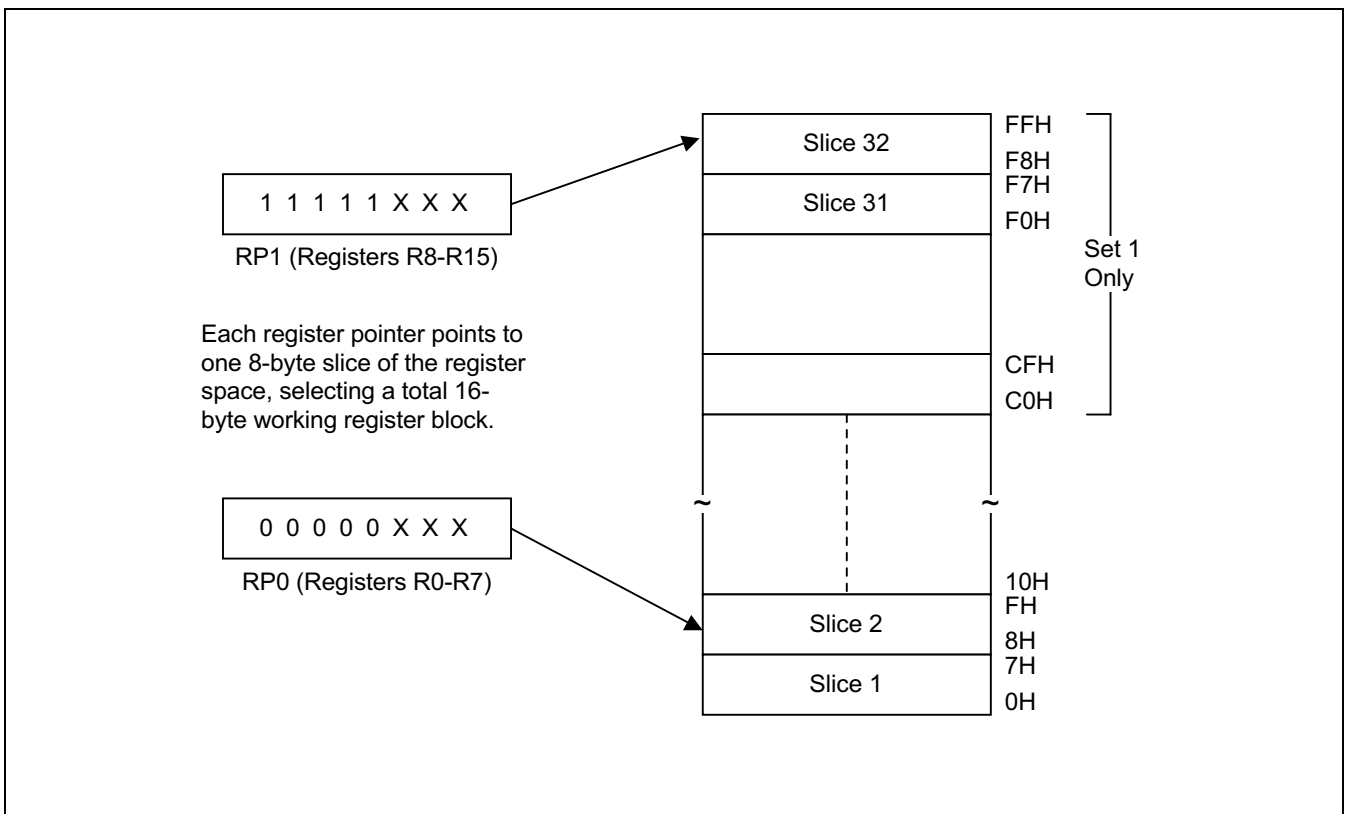 FFH
Slice 32
F8H
F7H
1 1 1 1 1 X X X
Slice 31
F0H
RP1 (Registers R8-R15)
Set 1
Only
Each register pointer points to
one 8-byte slice of the register
space, selecting a total 16-
byte working register block.
CFH
C0H
~ ~
0 0 0 0 0 X X X
RP0 (Registers R0-R7)
10H
FH
Slice 2
8H
7H
Slice 1
0H